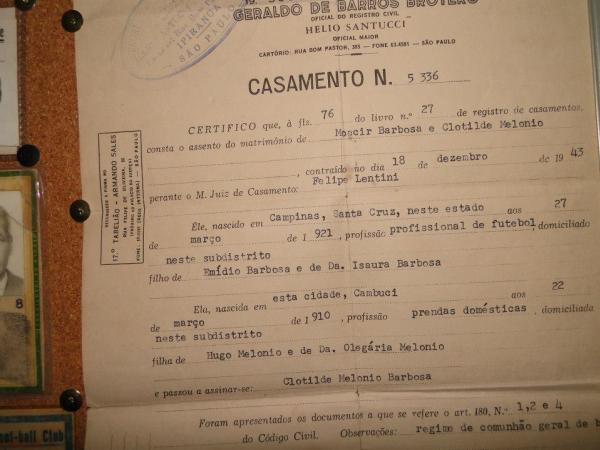 GERALDO DE BARROS BROTERO
OFICIAL DO REGISTRO CIVIL
HELIO SANTUCCI
OFICIAL MAIOR
CARTÓRIO: RUA BOM PASTOR, 385 — FONE 63-4581 — SÃO PAULO
IPIRANGA
SÃO PAULO
CASAMENTO N. 5 336
CERTIFICO que, à fls. 76 do livro n.º 27 de registro de casamentos,
consta o assento do matrimônio de Moacir Barbosa e Clotilde Melonio
, contraído no dia 18 de dezembro de 19 43
perante o M. Juiz de Casamento: Felipe Lentini
Êle, nascido em Campinas, Santa Cruz, neste estado aos 27
de março de 1 921, profissão profissional de futebol, domiciliado
neste subdistrito
filho de Emídio Barbosa e de Da. Isaura Barbosa
Ela, nascida em esta cidade, Cambuci aos 22
de março de 1 910, profissão prendas domésticas, domiciliada
neste subdistrito
filha de Hugo Melonio e de Da. Olegária Melonio
e passou a assinar-se: Clotilde Melonio Barbosa
Foram apresentados os documentos a que se refere o art. 180, N.º 1,2 e 4
do Código Civil. Observações: regime de comunhão geral de b
17.º TABELIÃO - ARMANDO SALES
8
ot-ball Club